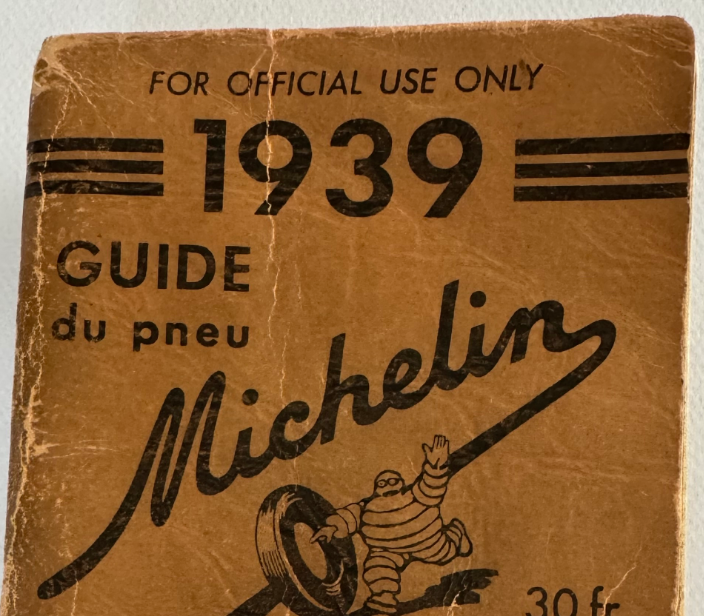 FOR OFFICIAL USE ONLY
1939
GUIDE
du pneu
Michelin
30 fr